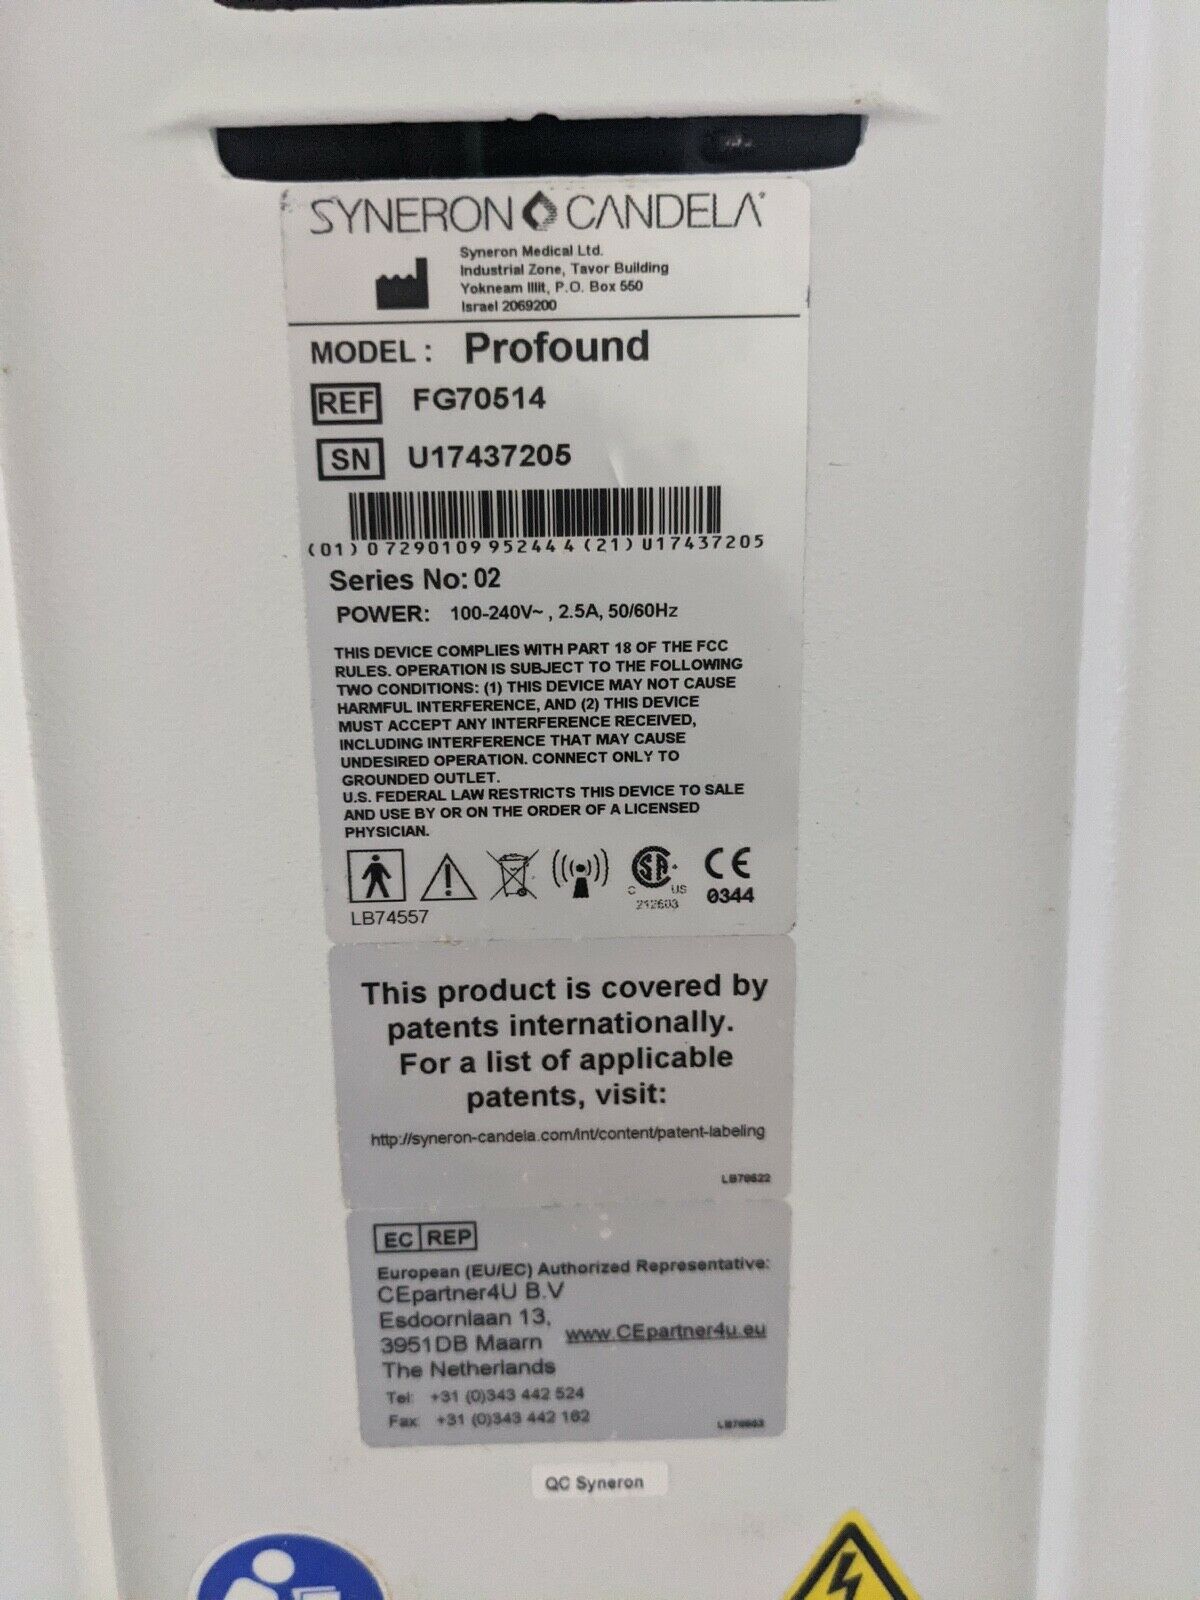 SYNERON CANDELA
Syneron Medical Ltd.
Industrial Zone, Tavor Building
Yokneam Illit, P.O. Box 550
Israel 2069200
MODEL: Profound
REF FG70514
SN U17437205
(01)07290109952444(21)U17437205
Series No: 02
POWER: 100-240V~, 2.5A, 50/60Hz
THIS DEVICE COMPLIES WITH PART 18 OF THE FCC
RULES. OPERATION IS SUBJECT TO THE FOLLOWING
TWO CONDITIONS: (1) THIS DEVICE MAY NOT CAUSE
HARMFUL INTERFERENCE, AND (2) THIS DEVICE
MUST ACCEPT ANY INTERFERENCE RECEIVED,
INCLUDING INTERFERENCE THAT MAY CAUSE
UNDESIRED OPERATION. CONNECT ONLY TO
GROUNDED OUTLET.
U.S. FEDERAL LAW RESTRICTS THIS DEVICE TO SALE
AND USE BY OR ON THE ORDER OF A LICENSED
PHYSICIAN.
C SA US CE
212603 0344
LB74557
This product is covered by
patents internationally.
For a list of applicable
patents, visit:
http://syneron-candela.com/int/content/patent-labeling
LB70622
EC REP
European (EU/EC) Authorized Representative:
CEpartner4U B.V
Esdoornlaan 13,
3951DB Maarn www.CEpartner4u.eu
The Netherlands
Tel: +31 (0)343 442 524
Fax: +31 (0)343 442 162
QC Syneron